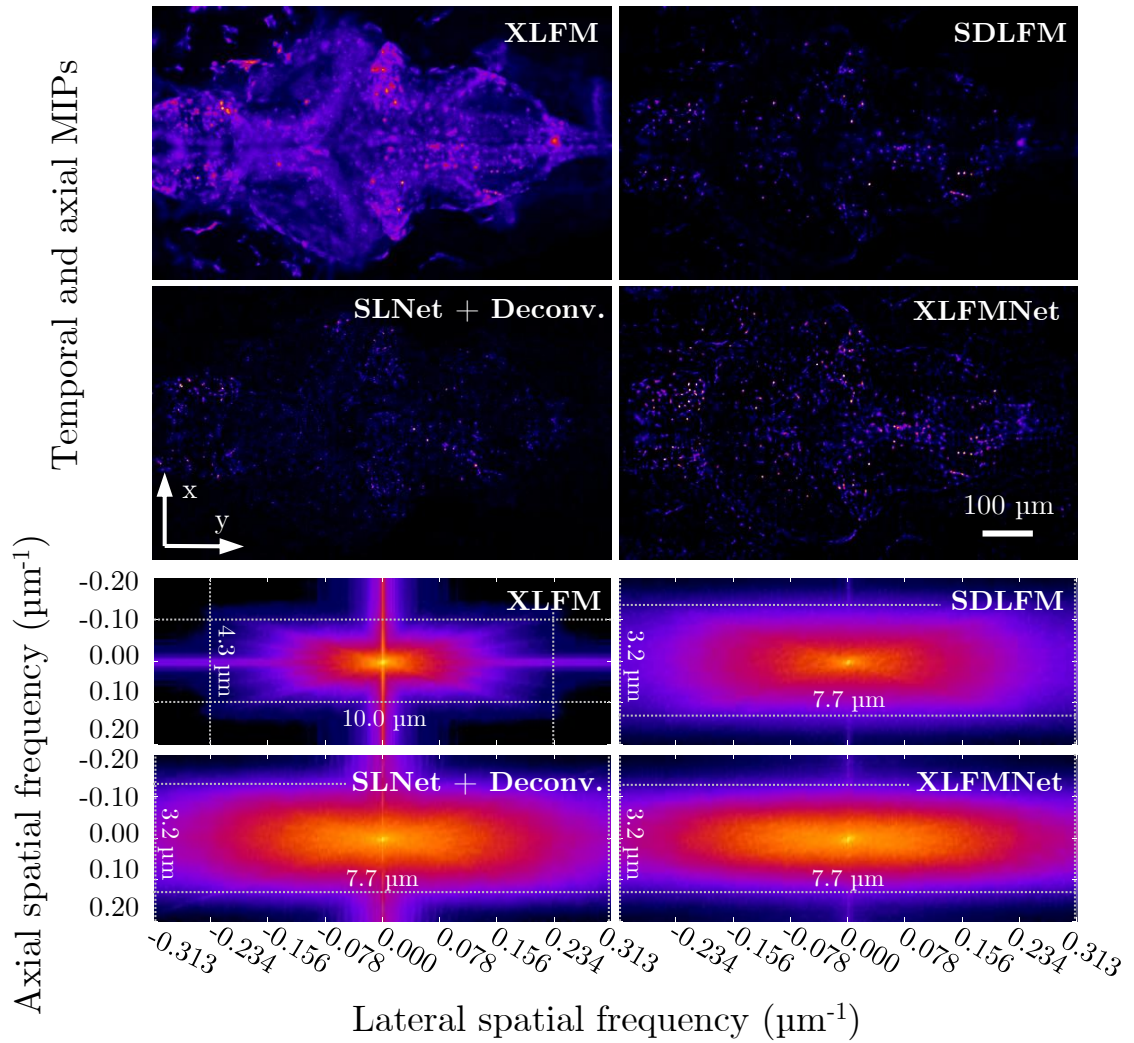 Temporal and axial MIPs
XLFM
SDLFM
SLNet + Deconv.
XLFMNet
x
y
100 µm
Axial spatial frequency (µm⁻¹)
-0.20
-0.10
0.00
0.10
0.20
XLFM
4.3 µm
10.0 µm
SDLFM
3.2 µm
7.7 µm
-0.20
-0.10
0.00
0.10
0.20
SLNet + Deconv.
3.2 µm
7.7 µm
XLFMNet
3.2 µm
7.7 µm
-0.313
-0.234
-0.156
-0.078
0.000
0.078
0.156
0.234
0.313
-0.234
-0.156
-0.078
0.000
0.078
0.156
0.234
0.313
Lateral spatial frequency (µm⁻¹)